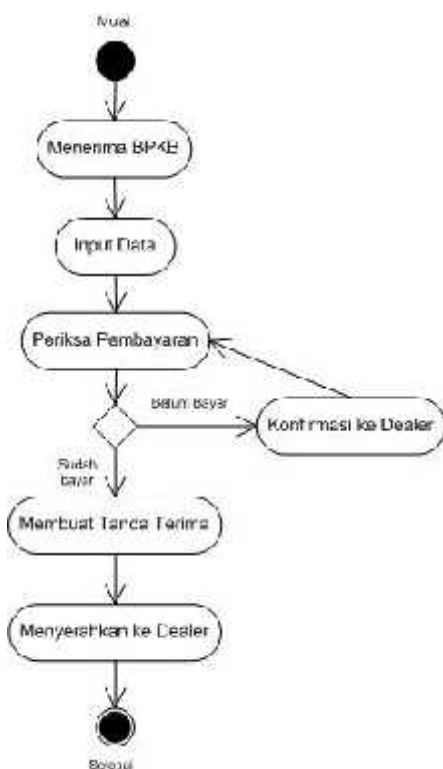 Mulai
Menerima BPKB
Input Data
Periksa Pembayaran
Belum Bayar
Konfirmasi ke Dealer
Sudah
bayar
Membuat Tanda Terima
Menyerahkan ke Dealer
Selesai